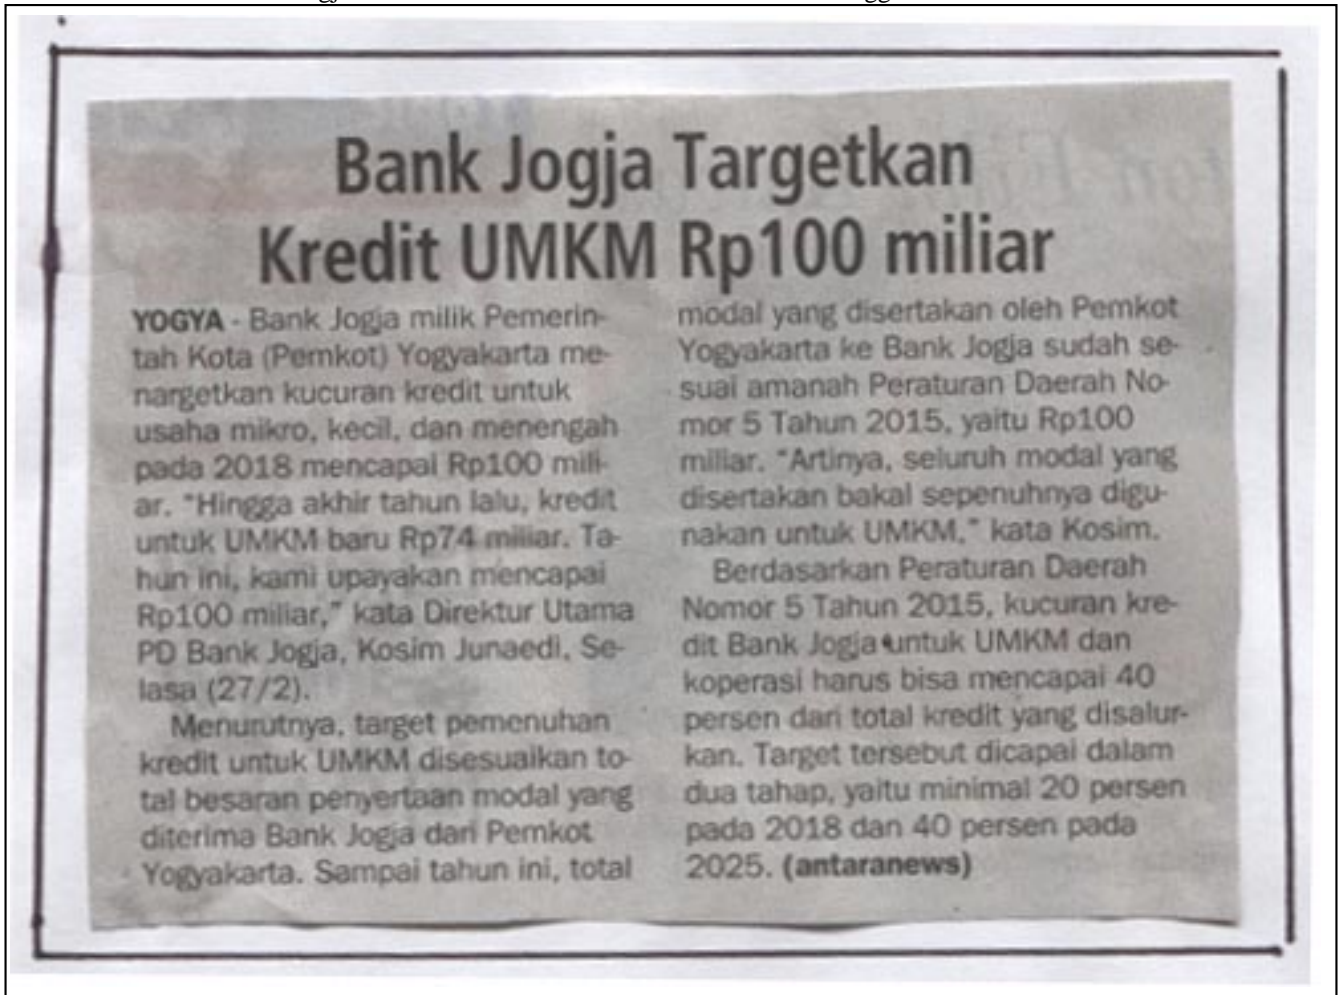 Bank Jogja Targetkan
Kredit UMKM Rp100 miliar
YOGYA - Bank Jogja milik Pemerin-
tah Kota (Pemkot) Yogyakarta me-
nargetkan kucuran kredit untuk
usaha mikro, kecil, dan menengah
pada 2018 mencapai Rp100 mili-
ar. "Hingga akhir tahun lalu, kredit
untuk UMKM baru Rp74 miliar. Ta-
hun ini, kami upayakan mencapai
Rp100 miliar," kata Direktur Utama
PD Bank Jogja, Kosim Junaedi, Se-
lasa (27/2).
Menurutnya, target pemenuhan
kredit untuk UMKM disesuaikan to-
tal besaran penyertaan modal yang
diterima Bank Jogja dari Pemkot
Yogyakarta. Sampai tahun ini, total
modal yang disertakan oleh Pemkot
Yogyakarta ke Bank Jogja sudah se-
suai amanah Peraturan Daerah No-
mor 5 Tahun 2015, yaitu Rp100
miliar. "Artinya, seluruh modal yang
disertakan bakal sepenuhnya digu-
nakan untuk UMKM," kata Kosim.
Berdasarkan Peraturan Daerah
Nomor 5 Tahun 2015, kucuran kre-
dit Bank Jogja untuk UMKM dan
koperasi harus bisa mencapai 40
persen dari total kredit yang disalur-
kan. Target tersebut dicapai dalam
dua tahap, yaitu minimal 20 persen
pada 2018 dan 40 persen pada
2025. (antaranews)